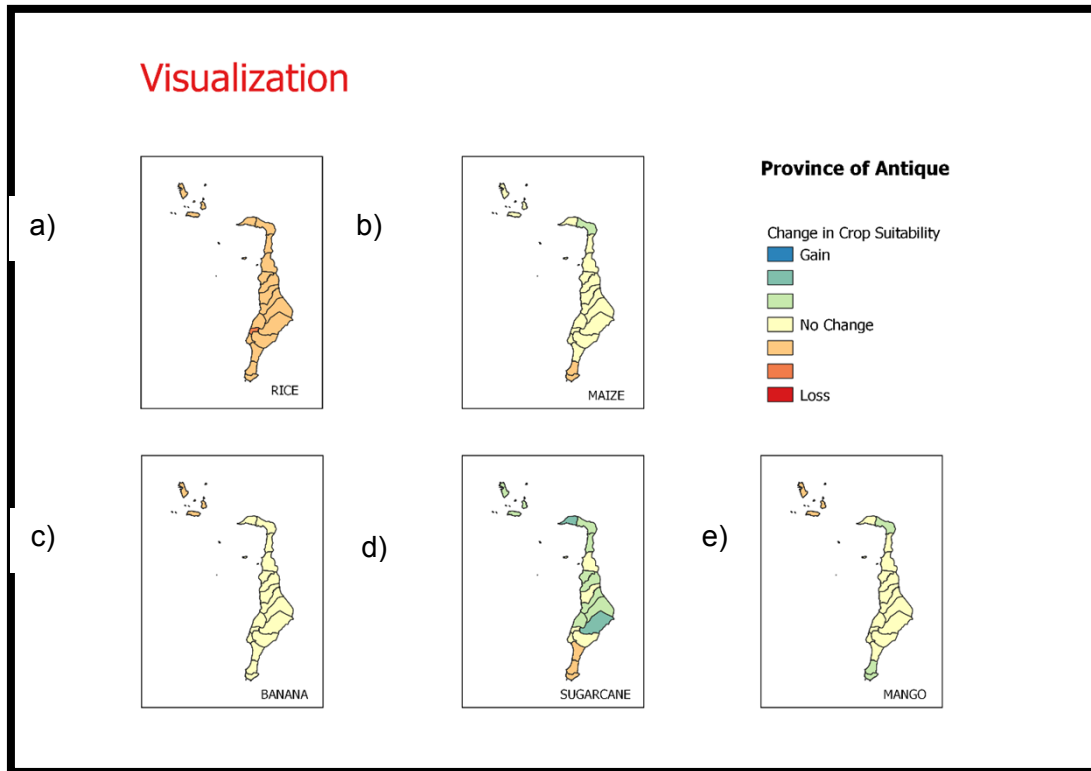 Visualization
a)
RICE
b)
MAIZE
Province of Antique
Change in Crop Suitability
Gain
No Change
Loss
c)
BANANA
d)
SUGARCANE
e)
MANGO